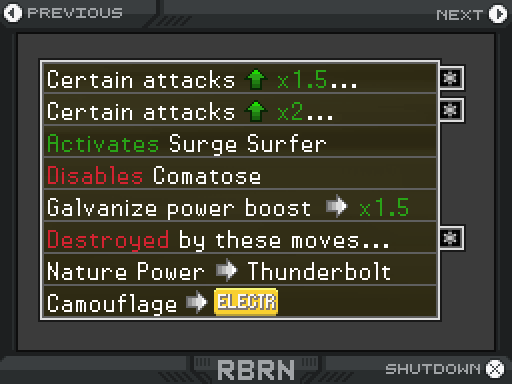 PREVIOUS
NEXT
Certain attacks ⬆ x1.5...
Certain attacks ⬆ x2...
Activates Surge Surfer
Disables Comatose
Galvanize power boost ➡ x1.5
Destroyed by these moves...
Nature Power ➡ Thunderbolt
Camouflage ➡ ELECTR
RBRN
SHUTDOWN